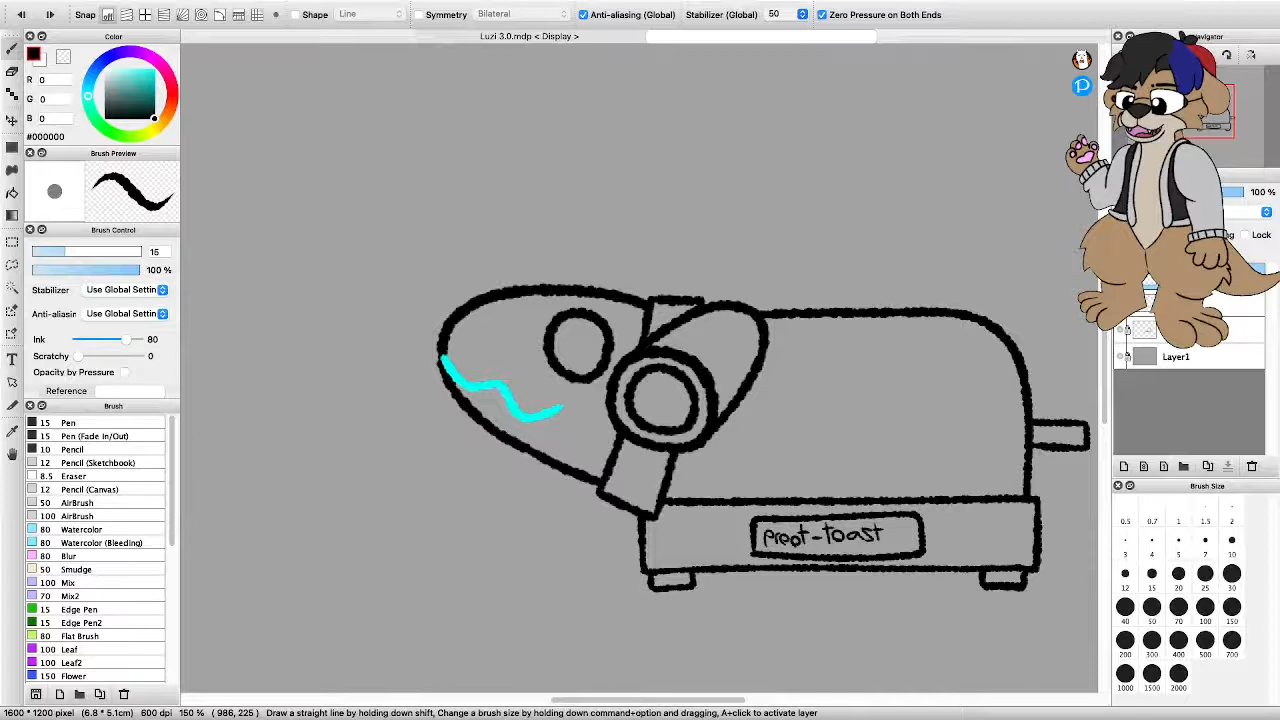 Snap Shape Line Symmetry Bilateral Anti-aliasing (Global) Stabilizer (Global) 50 Zero Pressure on Both Ends
Color
Luzi 3.0.mdp < Display >
R 0
G 0
B 0
#000000
Brush Preview
Brush Control
15
100 %
Stabilizer Use Global Settin
Anti-aliasin Use Global Settin
Ink 80
Scratchy 0
Opacity by Pressure
Reference
Brush
15 Pen
15 Pen (Fade In/Out)
10 Pencil
12 Pencil (Sketchbook)
8.5 Eraser
12 Pencil (Canvas)
50 AirBrush
100 AirBrush
80 Watercolor
80 Watercolor (Bleeding)
80 Blur
50 Smudge
100 Mix
70 Mix2
15 Edge Pen
15 Edge Pen2
80 Flat Brush
100 Leaf
100 Leaf2
150 Flower
prot-toast
100 %
Lock
Layer1
Brush Size
0.5 0.7 1 1.5 2
3 4 5 7 10
12 15 20 25 30
40 50 70 100 150
200 300 400 500 700
1000 1500 2000
1600 * 1200 pixel (6.8 * 5.1cm) 600 dpi 150 % ( 986, 225 ) Draw a straight line by holding down shift, Change a brush size by holding down command+option and dragging, A+click to activate layer